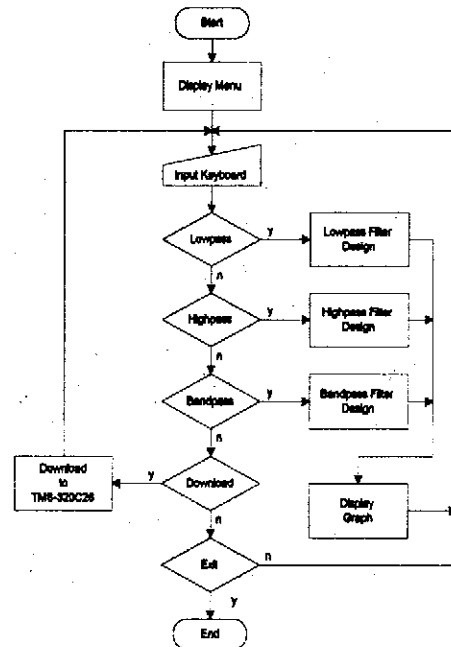 Start
Display Menu
Input Keyboard
Lowpass
y
Lowpass Filter
Design
n
Highpass
y
Highpass Filter
Design
n
Bandpass
y
Bandpass Filter
Design
n
Download
to
TMS-320C26
y
Download
Display
Graph
n
Exit
n
y
End